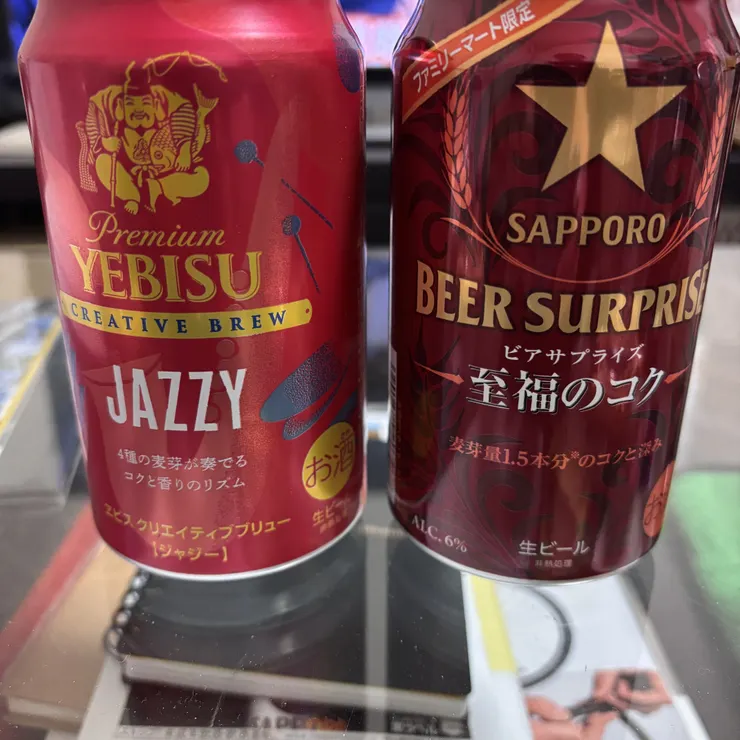 Premium
YEBISU
CREATIVE BREW
JAZZY
4種の麦芽が奏でる
コクと香りのリズム
お酒
ヱビス クリエイティブブリュー
【ジャジー】
生ビール
ファミリーマート限定
SAPPORO
BEER SURPRISE
ビアサプライズ
至福のコク
麦芽量1.5本分※のコクと深み
ALC. 6%
生ビール
非熱処理